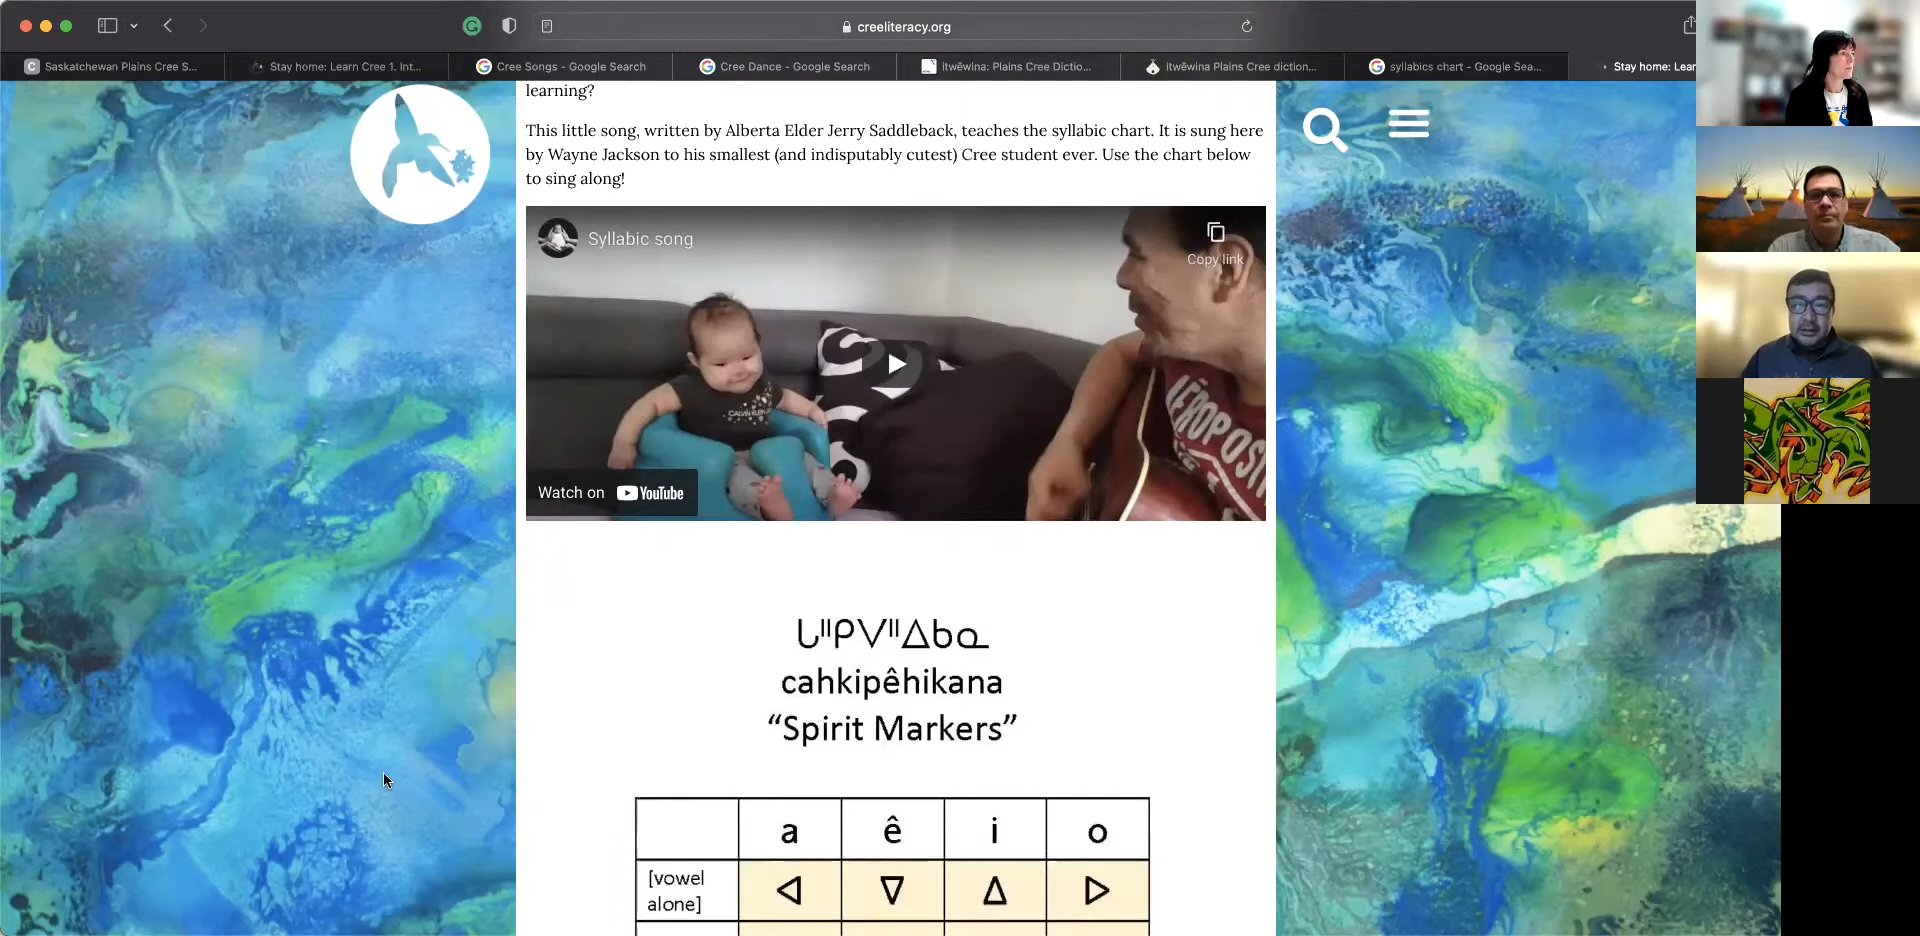 creeliteracy.org
Saskatchewan Plains Cree S...
Stay home: Learn Cree 1. Int...
Cree Songs - Google Search
Cree Dance - Google Search
itwêwina: Plains Cree Dictio...
itwêwina Plains Cree diction...
syllabics chart - Google Sea...
Stay home: Lear
learning?
This little song, written by Alberta Elder Jerry Saddleback, teaches the syllabic chart. It is sung here
by Wayne Jackson to his smallest (and indisputably cutest) Cree student ever. Use the chart below
to sing along!
Syllabic song
Copy link
CALVIN KLEIN
AÉROPOSTA
Watch on YouTube
ᒐᐦᑭᐯᐦᐃᑲᓇ
cahkipêhikana
“Spirit Markers”
a ê i o
[vowel alone] ᐊ ᐁ ᐃ ᐅ